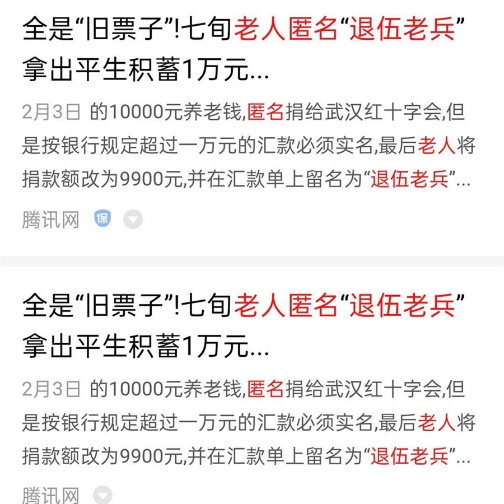 全是“旧票子”!七旬老人匿名“退伍老兵”
拿出平生积蓄1万元...
2月3日 的10000元养老钱,匿名捐给武汉红十字会,但
是按银行规定超过一万元的汇款必须实名,最后老人将
捐款额改为9900元,并在汇款单上留名为“退伍老兵”...
腾讯网 保
全是“旧票子”!七旬老人匿名“退伍老兵”
拿出平生积蓄1万元...
2月3日 的10000元养老钱,匿名捐给武汉红十字会,但
是按银行规定超过一万元的汇款必须实名,最后老人将
捐款额改为9900元,并在汇款单上留名为“退伍老兵”...
腾讯网